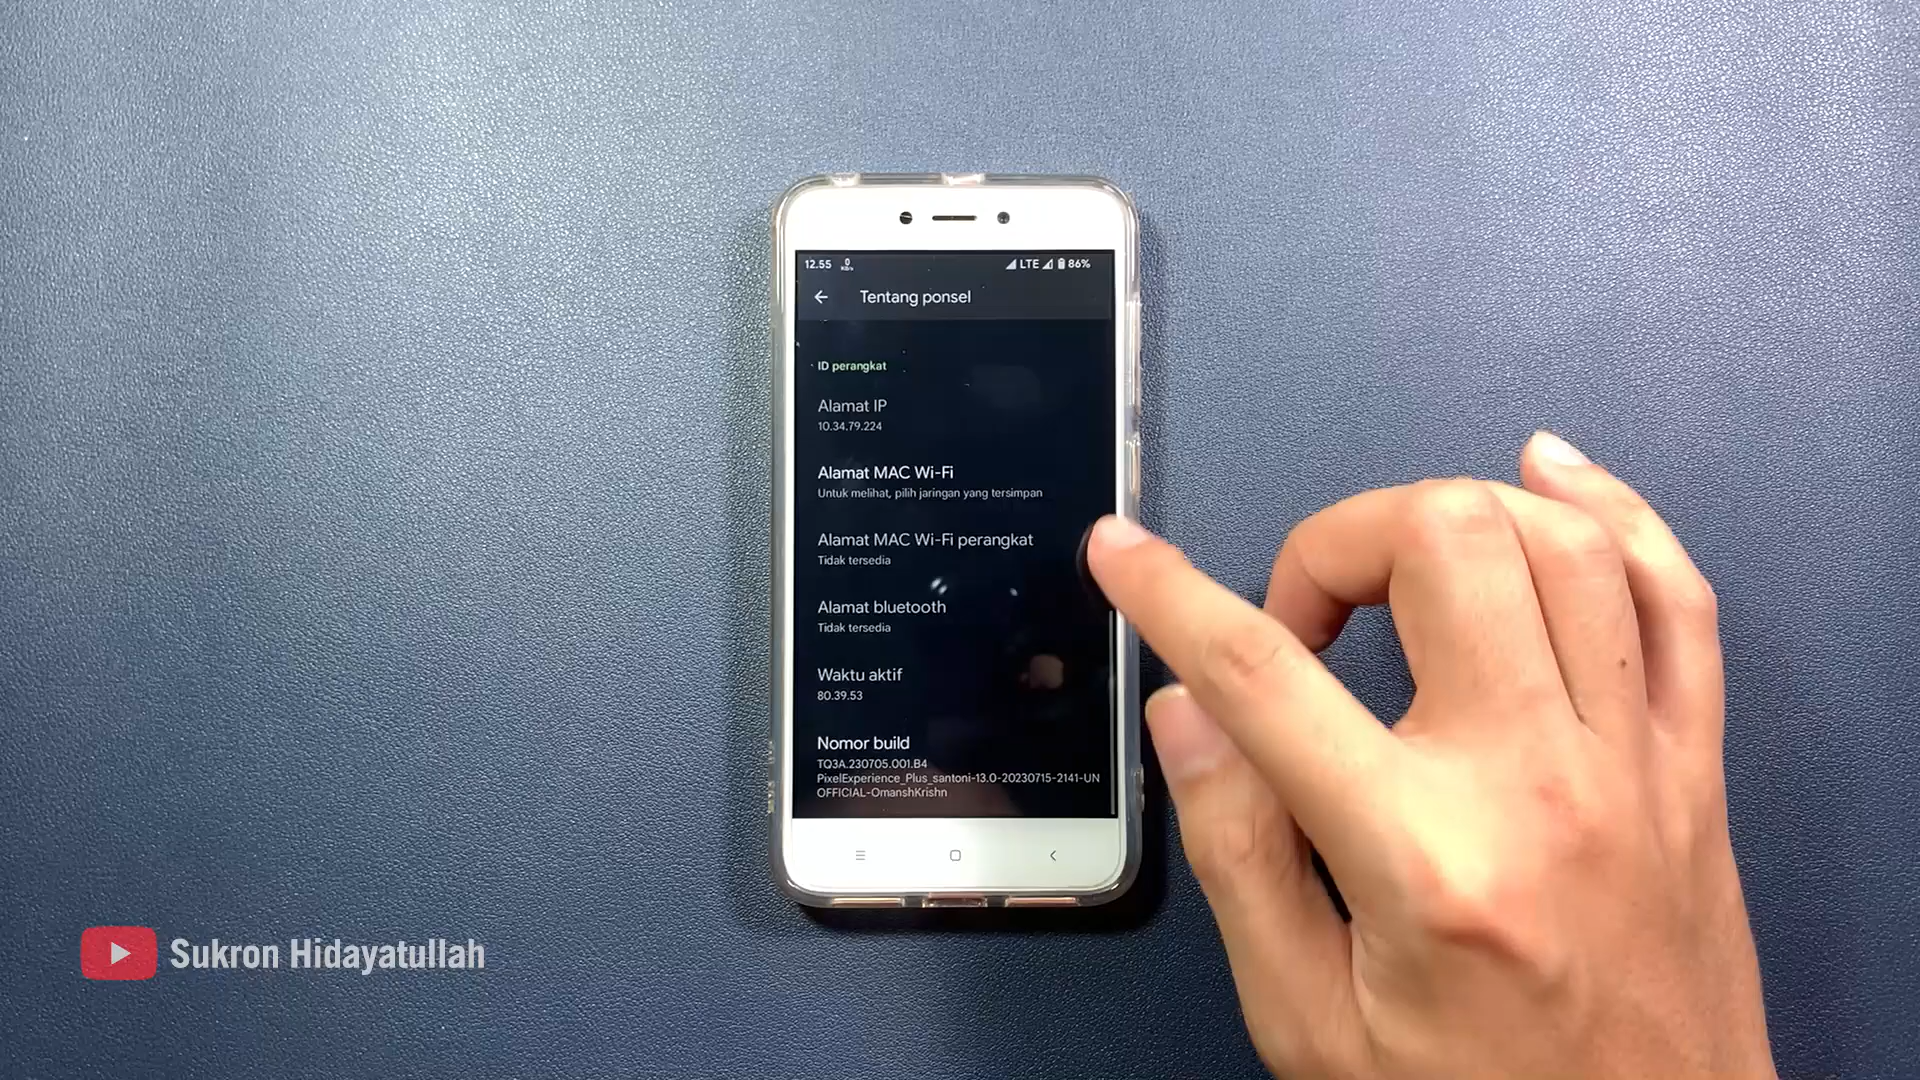 12.55 0 KB/s LTE 86%
Tentang ponsel
ID perangkat
Alamat IP
10.34.79.224
Alamat MAC Wi-Fi
Untuk melihat, pilih jaringan yang tersimpan
Alamat MAC Wi-Fi perangkat
Tidak tersedia
Alamat bluetooth
Tidak tersedia
Waktu aktif
80.39.53
Nomor build
TQ3A.230705.001.B4
PixelExperience_Plus_santoni-13.0-20230715-2141-UN
OFFICIAL-OmanshKrishn
Sukron Hidayatullah